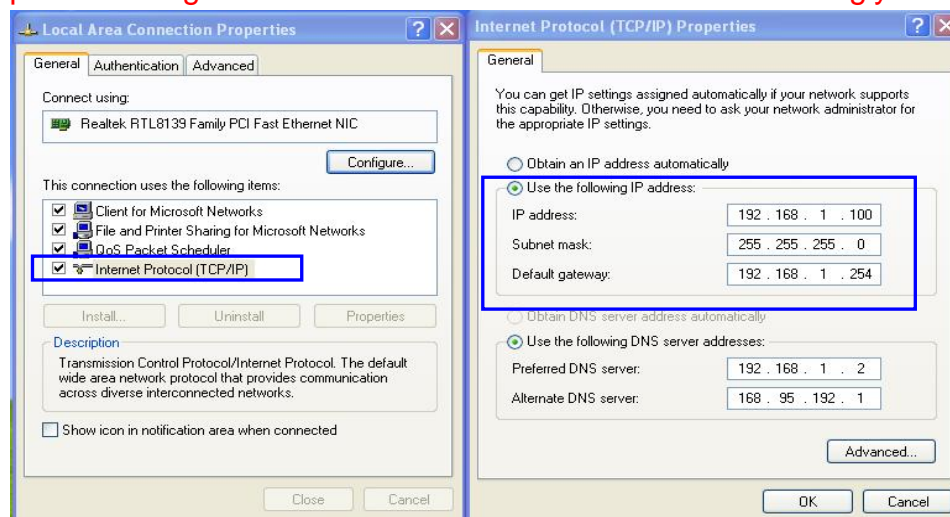 Local Area Connection Properties
General Authentication Advanced
Connect using:
Realtek RTL8139 Family PCI Fast Ethernet NIC
Configure...
This connection uses the following items:
Client for Microsoft Networks
File and Printer Sharing for Microsoft Networks
QoS Packet Scheduler
Internet Protocol (TCP/IP)
Install... Uninstall Properties
Description
Transmission Control Protocol/Internet Protocol. The default
wide area network protocol that provides communication
across diverse interconnected networks.
Show icon in notification area when connected
Close Cancel
Internet Protocol (TCP/IP) Properties
General
You can get IP settings assigned automatically if your network supports
this capability. Otherwise, you need to ask your network administrator for
the appropriate IP settings.
Obtain an IP address automatically
Use the following IP address:
IP address: 192 . 168 . 1 . 100
Subnet mask: 255 . 255 . 255 . 0
Default gateway: 192 . 168 . 1 . 254
Obtain DNS server address automatically
Use the following DNS server addresses:
Preferred DNS server: 192 . 168 . 1 . 2
Alternate DNS server: 168 . 95 . 192 . 1
Advanced...
OK Cancel